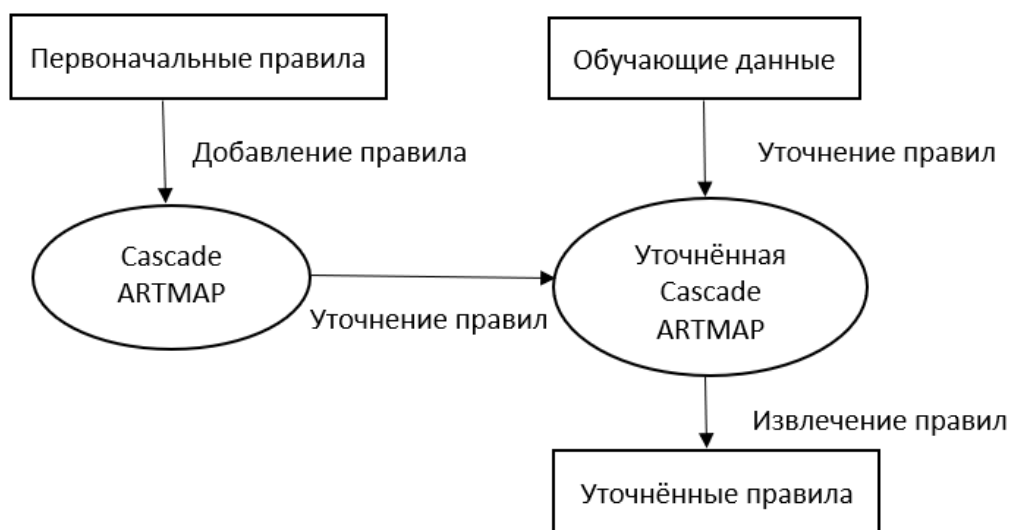 Первоначальные правила
Обучающие данные
Добавление правила
Уточнение правил
Cascade
ARTMAP
Уточнение правил
Уточнённая
Cascade
ARTMAP
Извлечение правил
Уточнённые правила